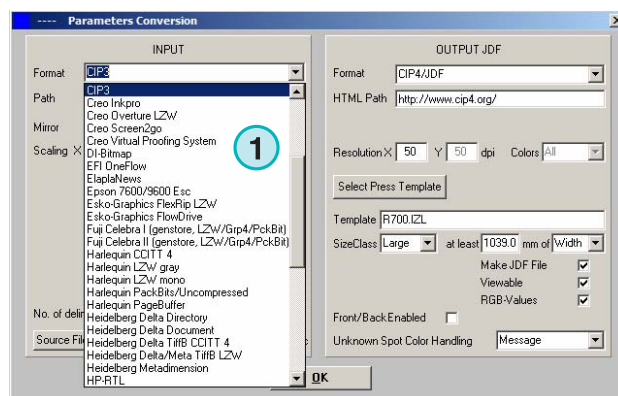 ---- Parameters Conversion
INPUT
Format CIP3
Path
Mirror
Scaling X
CIP3
Creo Inkpro
Creo Overture LZW
Creo Screen2go
Creo Virtual Proofing System
DI-Bitmap
EFI OneFlow
ElaplaNews
Epson 7600/9600 Esc
Esko-Graphics FlexRip LZW
Esko-Graphics FlowDrive
Fuji Celebra I (genstore, LZW/Grp4/PckBit)
Fuji Celebra II (genstore, LZW/Grp4/PckBit)
Harlequin CCITT 4
Harlequin LZW gray
Harlequin LZW mono
Harlequin PackBits/Uncompressed
Harlequin PageBuffer
Heidelberg Delta Directory
Heidelberg Delta Document
Heidelberg Delta TiffB CCITT 4
Heidelberg Delta/Meta TiffB LZW
Heidelberg Metadimension
HP-RTL
1
No. of delim
Source File
OUTPUT JDF
Format CIP4/JDF
HTML Path http://www.cip4.org/
Resolution X 50 Y 50 dpi Colors All
Select Press Template
Template R700.IZL
SizeClass Large at least 1039.0 mm of Width
Make JDF File
Viewable
RGB-Values
Front/Back Enabled
Unknown Spot Color Handling Message
OK